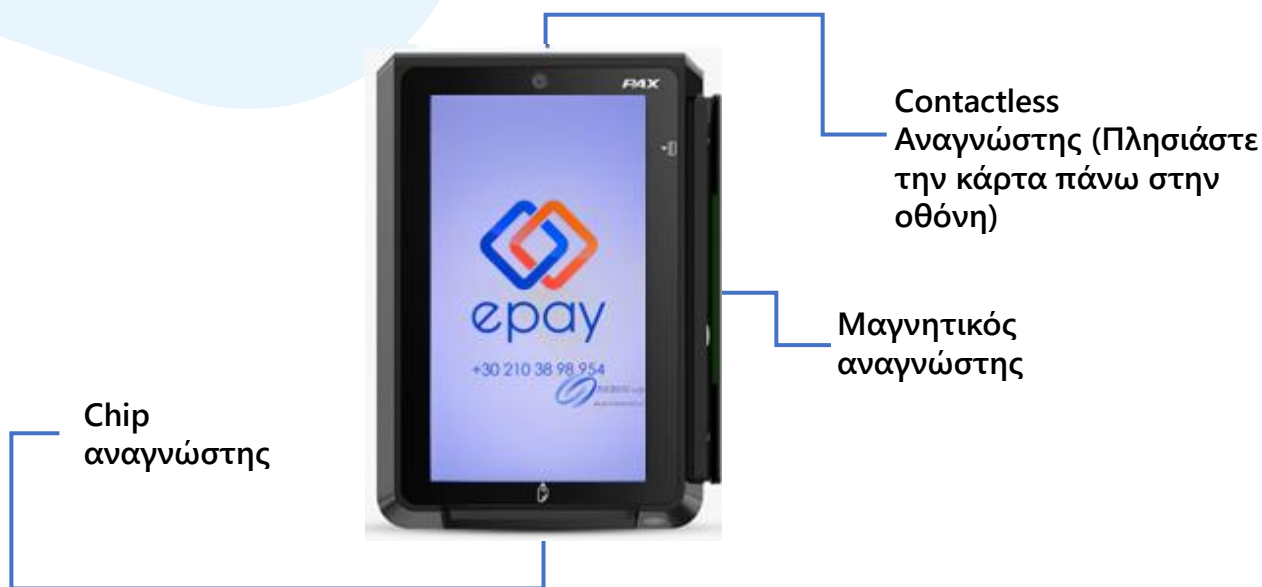 Contactless
Αναγνώστης (Πλησιάστε
την κάρτα πάνω στην
οθόνη)
PAX
epay
+30 210 38 98 954
Μαγνητικός
αναγνώστης
Chip
αναγνώστης